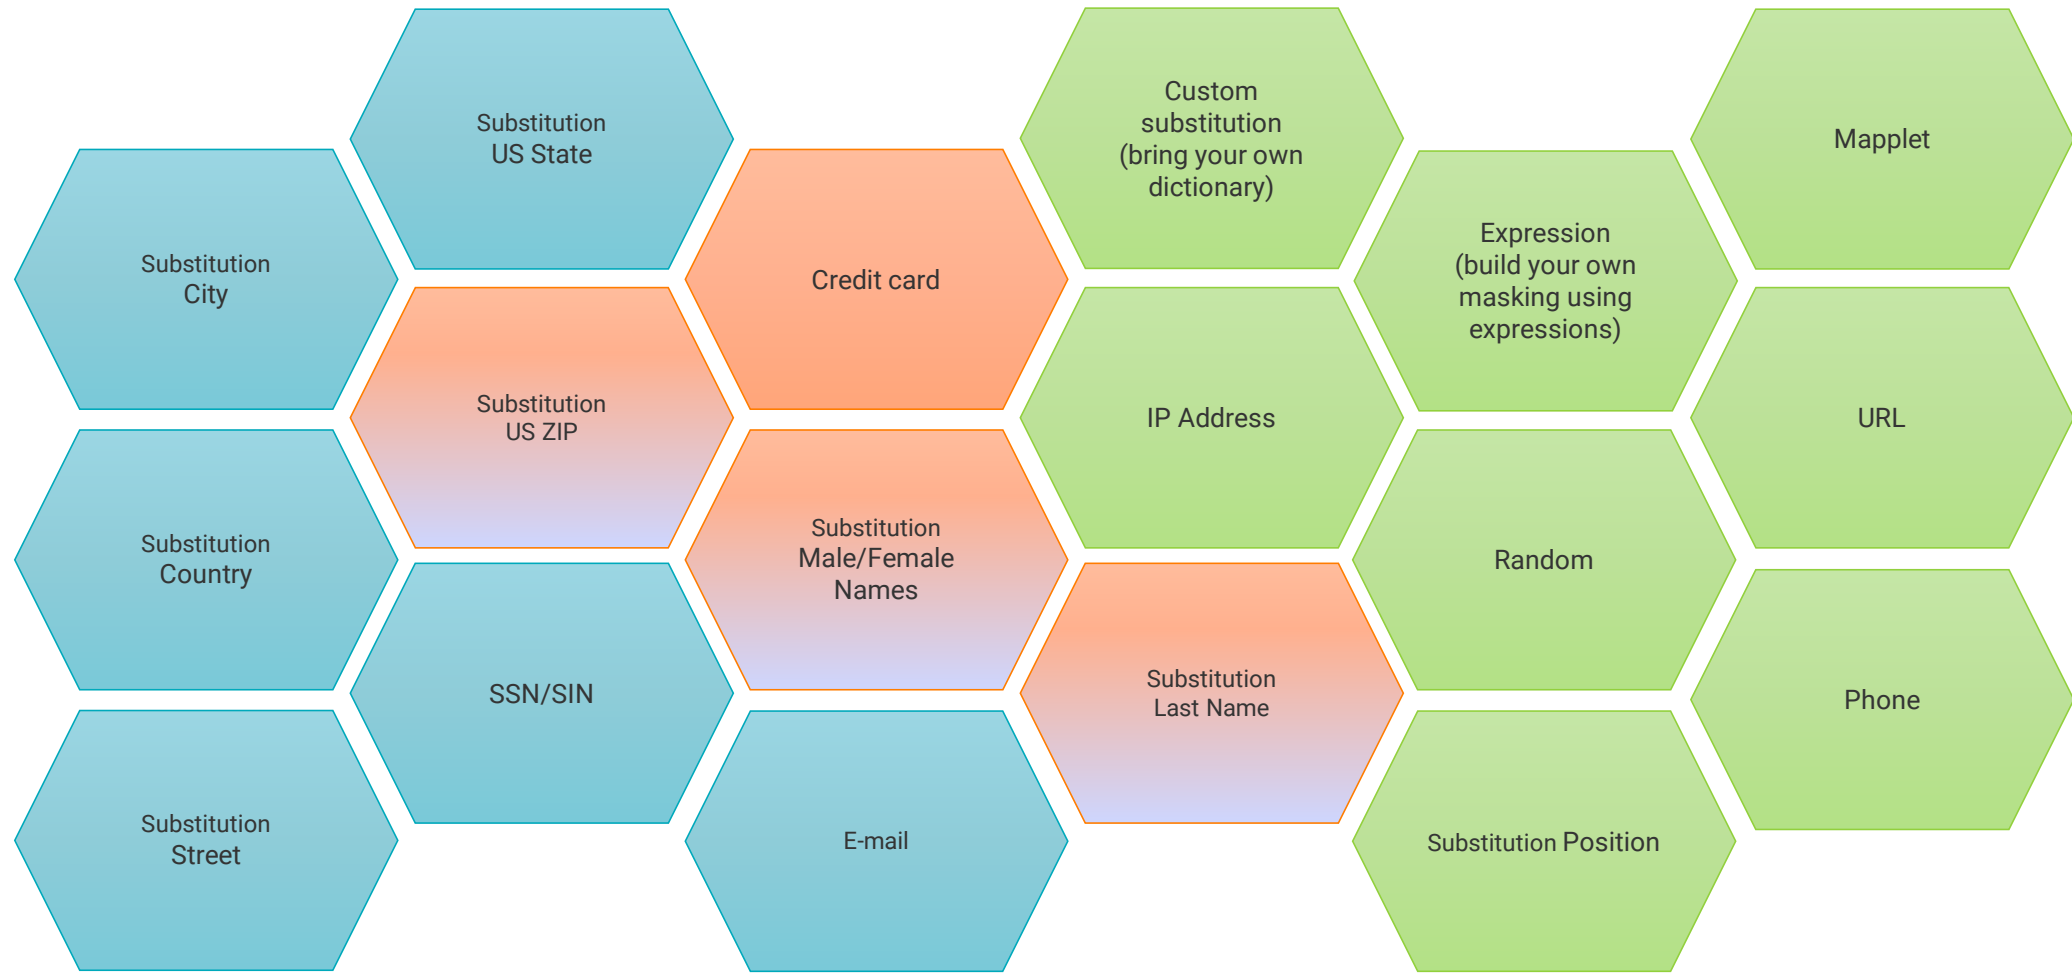 Substitution
City
Substitution
Country
Substitution
Street
Substitution
US State
Substitution
US ZIP
SSN/SIN
Credit card
Substitution
Male/Female
Names
E-mail
Custom
substitution
(bring your own
dictionary)
IP Address
Substitution
Last Name
Expression
(build your own
masking using
expressions)
Random
Substitution Position
Mapplet
URL
Phone